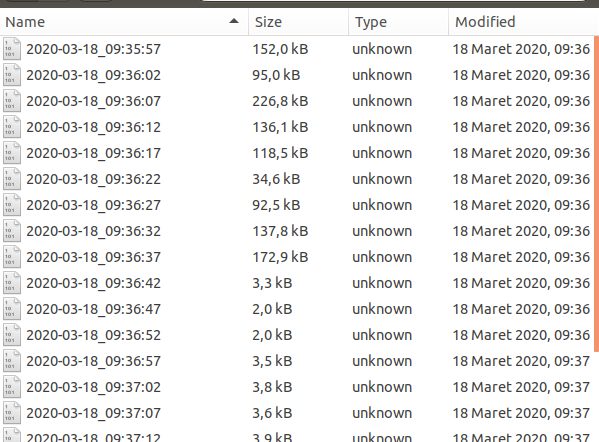 Name Size Type Modified
2020-03-18_09:35:57 152,0 kB unknown 18 Maret 2020, 09:36
2020-03-18_09:36:02 95,0 kB unknown 18 Maret 2020, 09:36
2020-03-18_09:36:07 226,8 kB unknown 18 Maret 2020, 09:36
2020-03-18_09:36:12 136,1 kB unknown 18 Maret 2020, 09:36
2020-03-18_09:36:17 118,5 kB unknown 18 Maret 2020, 09:36
2020-03-18_09:36:22 34,6 kB unknown 18 Maret 2020, 09:36
2020-03-18_09:36:27 92,5 kB unknown 18 Maret 2020, 09:36
2020-03-18_09:36:32 137,8 kB unknown 18 Maret 2020, 09:36
2020-03-18_09:36:37 172,9 kB unknown 18 Maret 2020, 09:36
2020-03-18_09:36:42 3,3 kB unknown 18 Maret 2020, 09:36
2020-03-18_09:36:47 2,0 kB unknown 18 Maret 2020, 09:36
2020-03-18_09:36:52 2,0 kB unknown 18 Maret 2020, 09:36
2020-03-18_09:36:57 3,5 kB unknown 18 Maret 2020, 09:37
2020-03-18_09:37:02 3,8 kB unknown 18 Maret 2020, 09:37
2020-03-18_09:37:07 3,6 kB unknown 18 Maret 2020, 09:37
2020-03-18_09:37:12 3,9 kB unknown 18 Maret 2020, 09:37